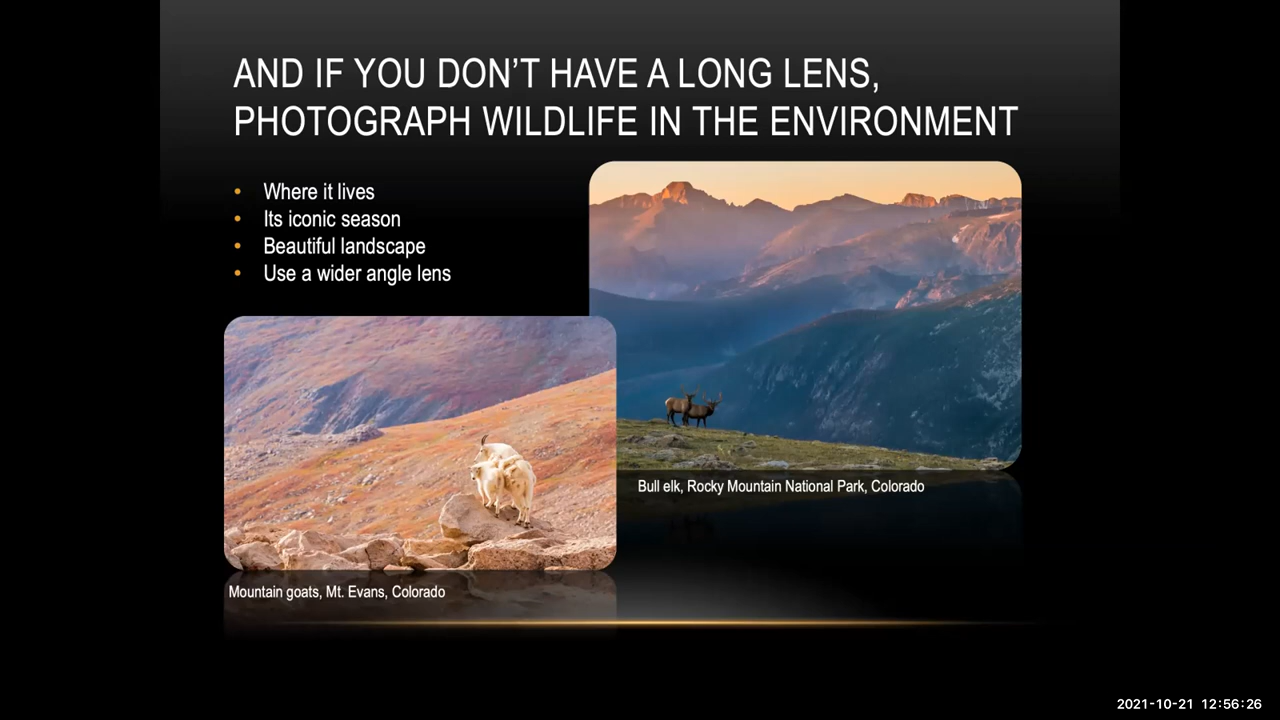 AND IF YOU DON'T HAVE A LONG LENS,
PHOTOGRAPH WILDLIFE IN THE ENVIRONMENT
• Where it lives
• Its iconic season
• Beautiful landscape
• Use a wider angle lens
Bull elk, Rocky Mountain National Park, Colorado
Mountain goats, Mt. Evans, Colorado
2021-10-21 12:56:26